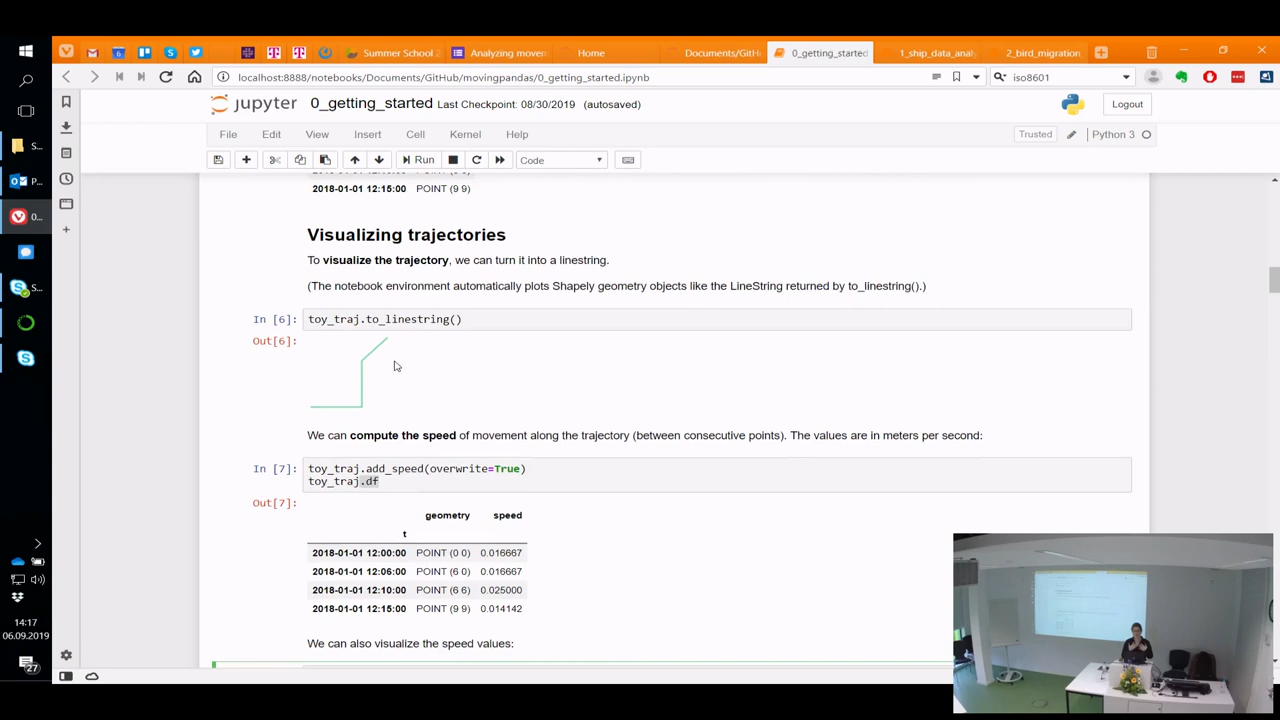 Summer School 2
Analyzing movem
Home
Documents/GitH
0_getting_started
1_ship_data_anal
2_bird_migration
localhost:8888/notebooks/Documents/GitHub/movingpandas/0_getting_started.ipynb
iso8601
jupyter 0_getting_started Last Checkpoint: 08/30/2019 (autosaved)
Logout
File Edit View Insert Cell Kernel Help
Trusted
Python 3
Run
Code
2018-01-01 12:15:00 POINT (9 9)
Visualizing trajectories
To visualize the trajectory, we can turn it into a linestring.
(The notebook environment automatically plots Shapely geometry objects like the LineString returned by to_linestring().)
In [6]: toy_traj.to_linestring()
Out[6]:
We can compute the speed of movement along the trajectory (between consecutive points). The values are in meters per second:
In [7]: toy_traj.add_speed(overwrite=True)
toy_traj.df
Out[7]:
geometry speed
t
2018-01-01 12:00:00 POINT (0 0) 0.016667
2018-01-01 12:06:00 POINT (6 0) 0.016667
2018-01-01 12:10:00 POINT (6 6) 0.025000
2018-01-01 12:15:00 POINT (9 9) 0.014142
We can also visualize the speed values:
S...
P...
0...
S...
14:17
06.09.2019
27